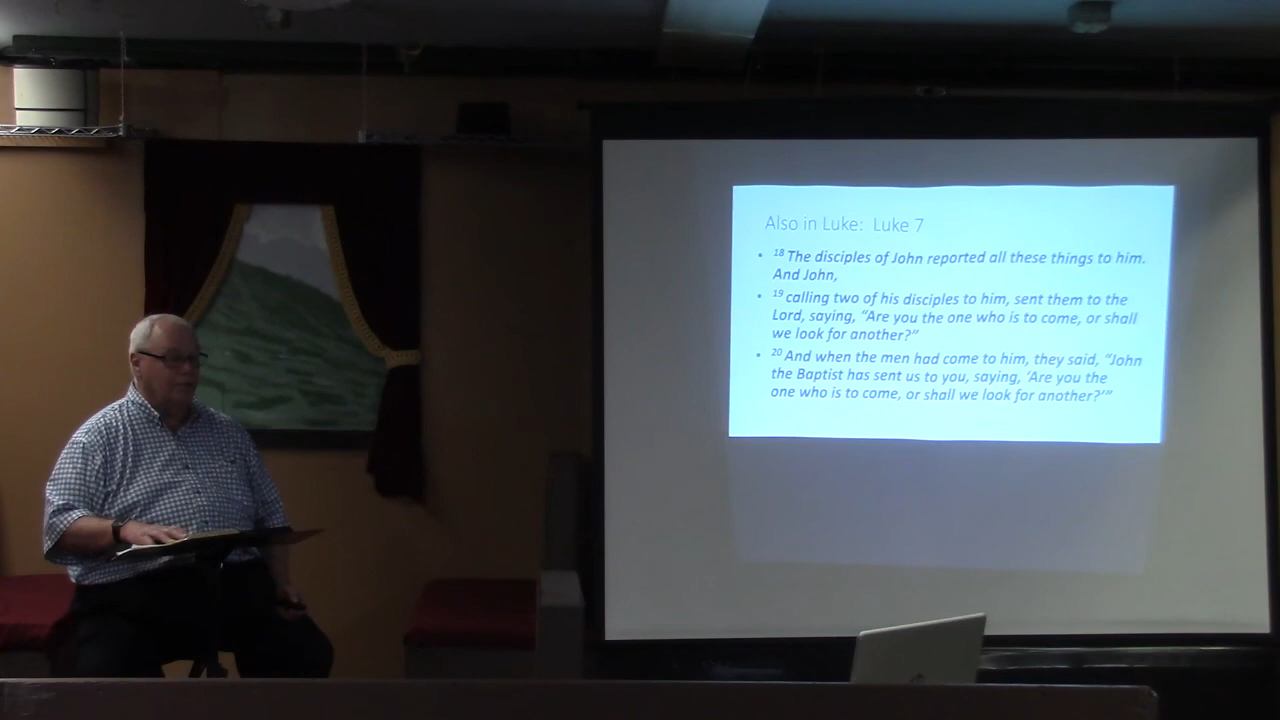 Also in Luke: Luke 7
• 18 The disciples of John reported all these things to him.
And John,
• 19 calling two of his disciples to him, sent them to the
Lord, saying, “Are you the one who is to come, or shall
we look for another?”
• 20 And when the men had come to him, they said, “John
the Baptist has sent us to you, saying, ‘Are you the
one who is to come, or shall we look for another?’”